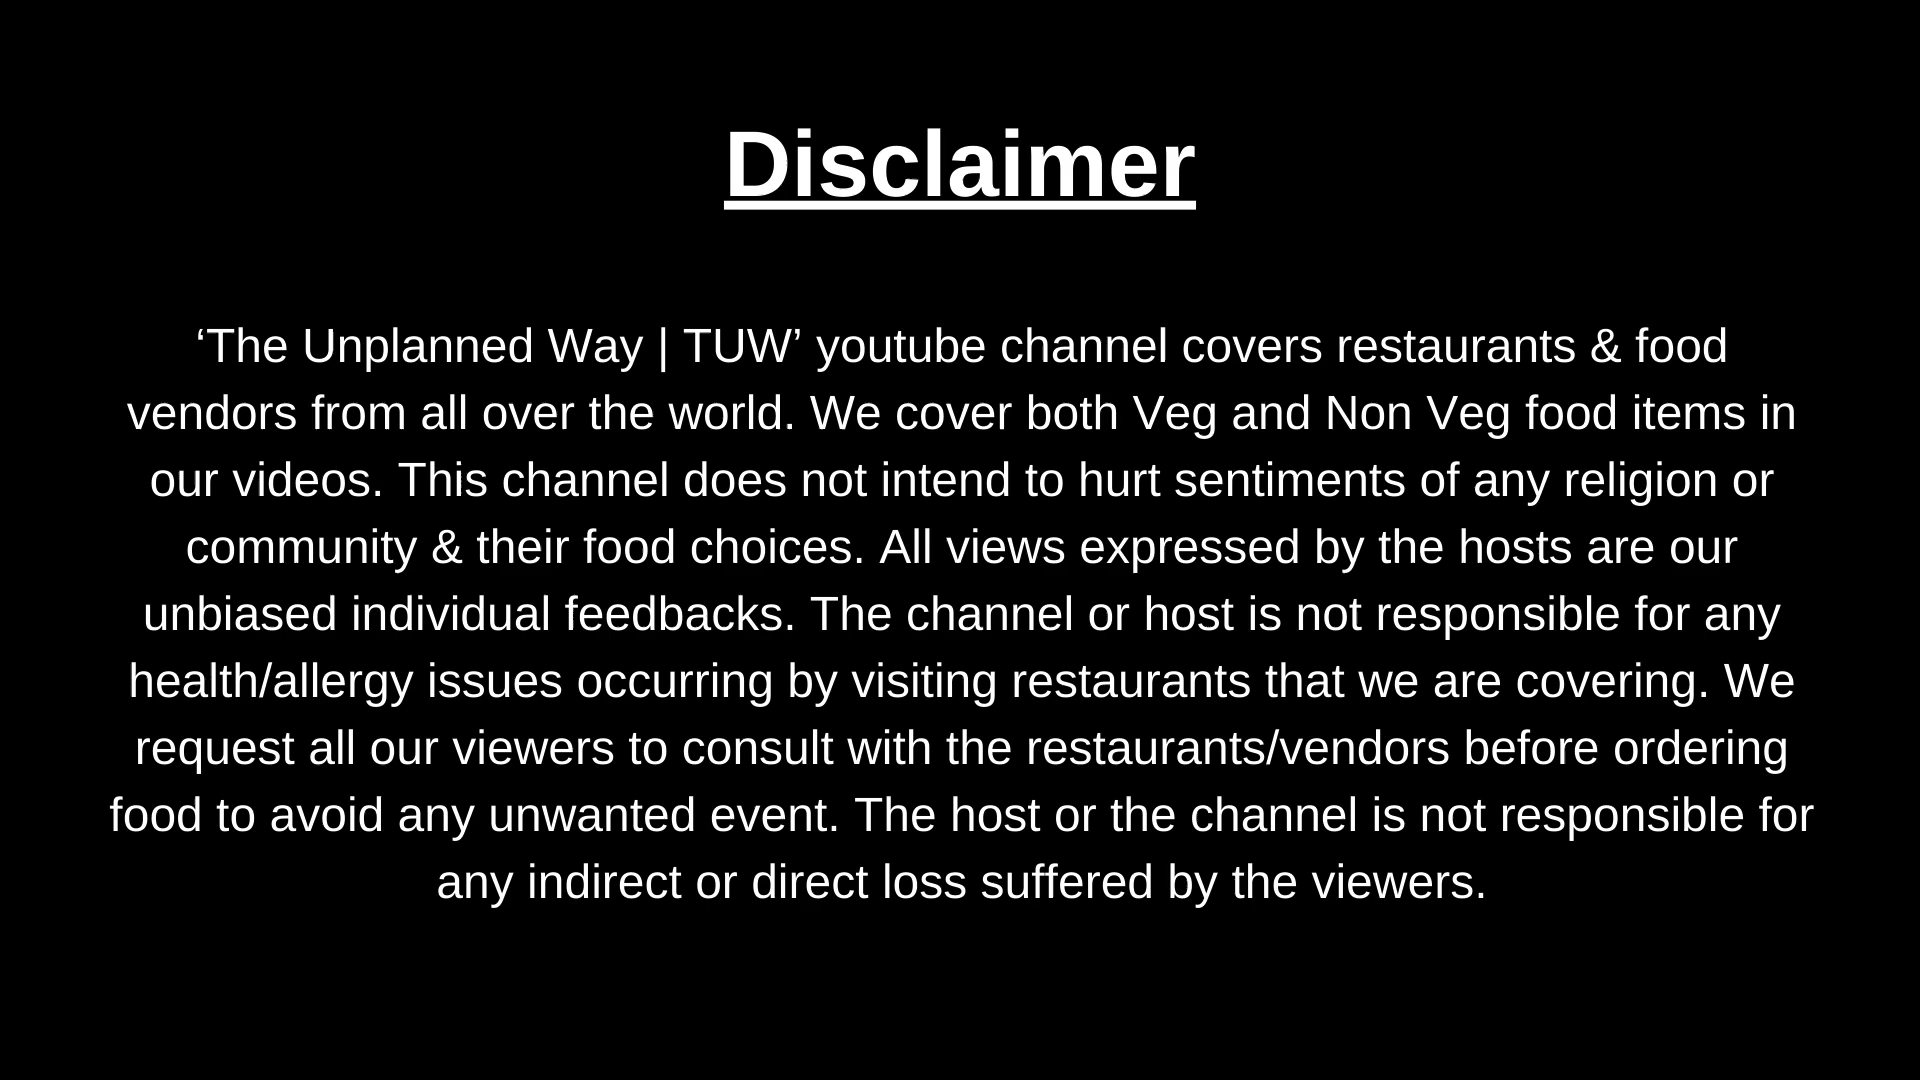 Disclaimer
‘The Unplanned Way | TUW’ youtube channel covers restaurants & food
vendors from all over the world. We cover both Veg and Non Veg food items in
our videos. This channel does not intend to hurt sentiments of any religion or
community & their food choices. All views expressed by the hosts are our
unbiased individual feedbacks. The channel or host is not responsible for any
health/allergy issues occurring by visiting restaurants that we are covering. We
request all our viewers to consult with the restaurants/vendors before ordering
food to avoid any unwanted event. The host or the channel is not responsible for
any indirect or direct loss suffered by the viewers.